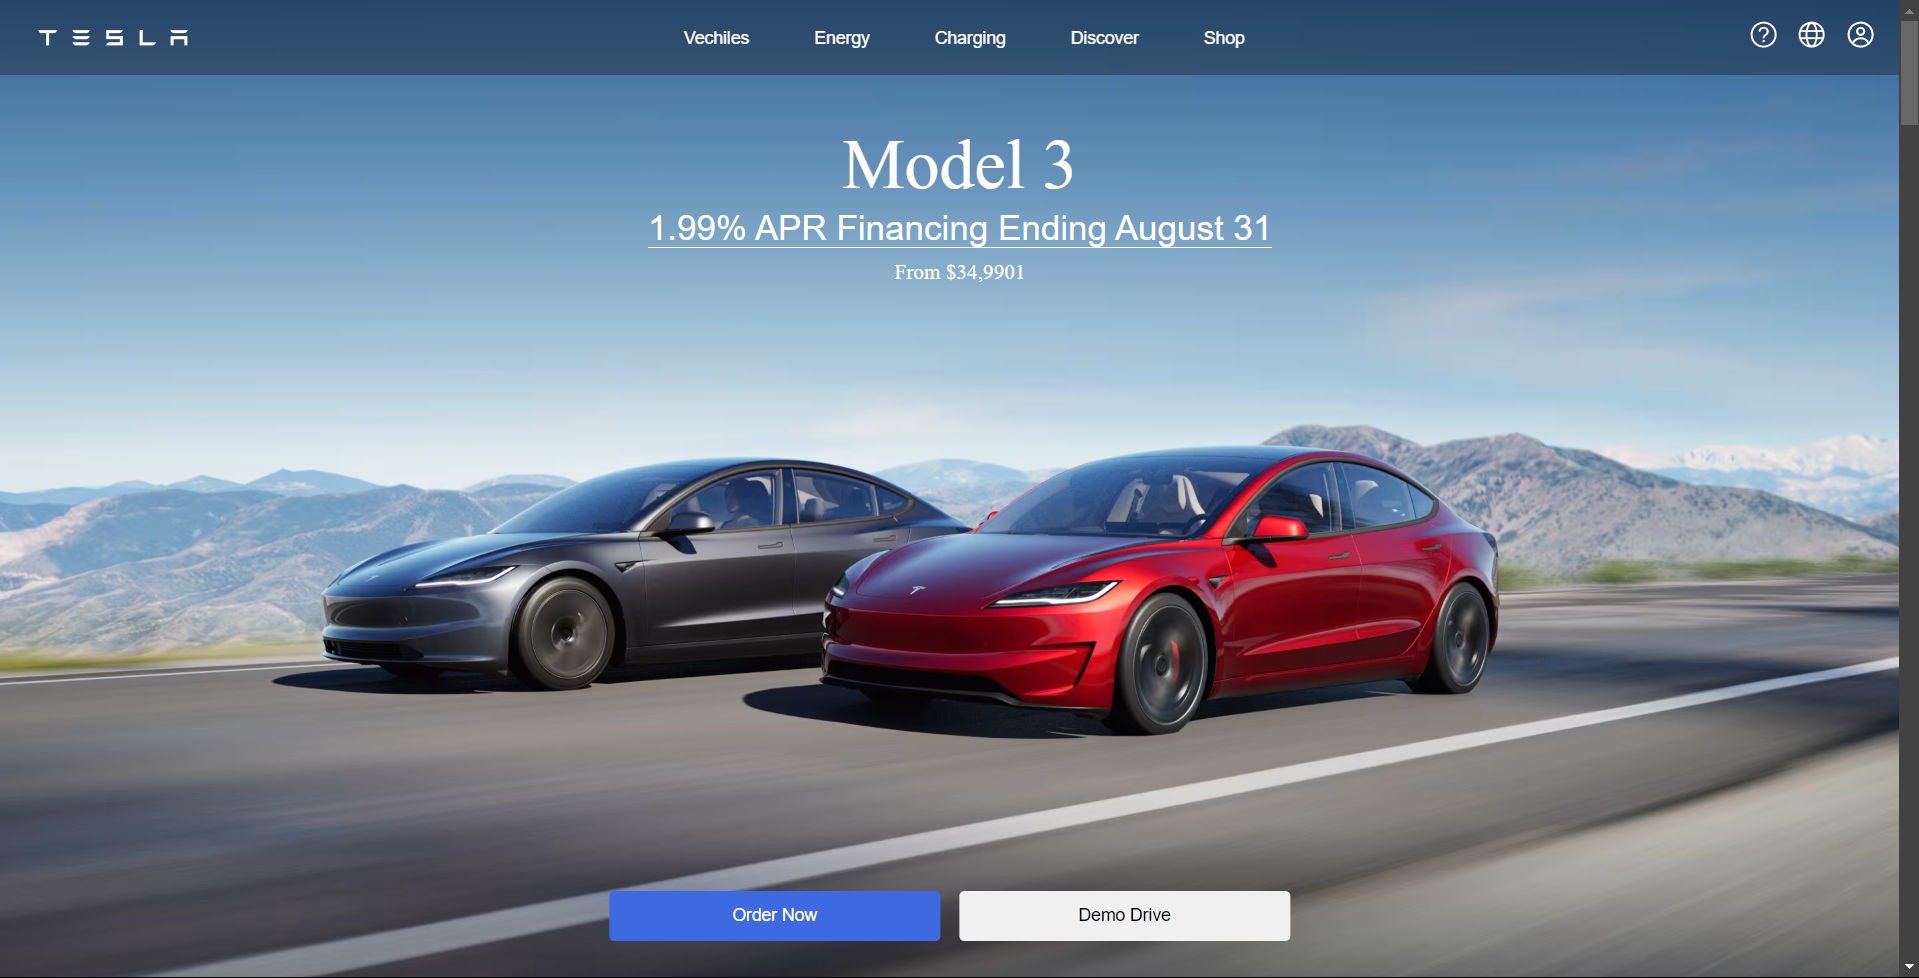 TESLA
Vechiles
Energy
Charging
Discover
Shop
?
Model 3
1.99% APR Financing Ending August 31
From $34,9901
Order Now
Demo Drive